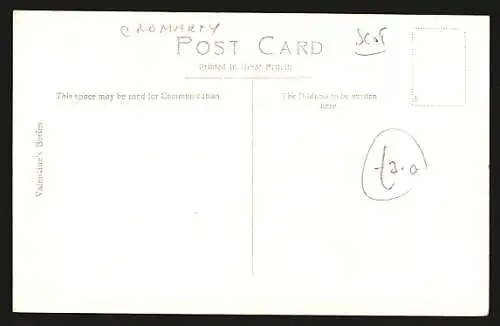 CROMARTY
POST CARD
Printed in Great Britain
This space may be used for Communication
The Address to be written
here.
Valentine's Series